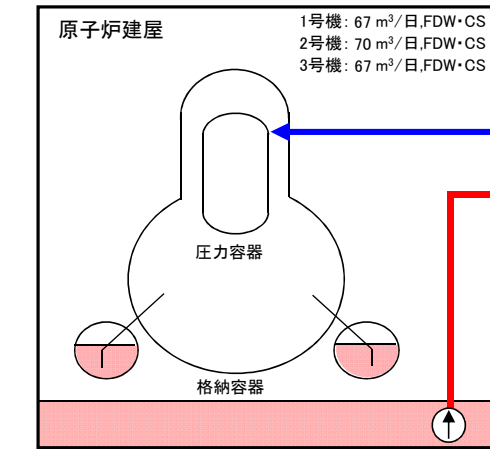 原子炉建屋
1号機: 67 m³/日,FDW・CS
2号機: 70 m³/日,FDW・CS
3号機: 67 m³/日,FDW・CS
圧力容器
格納容器